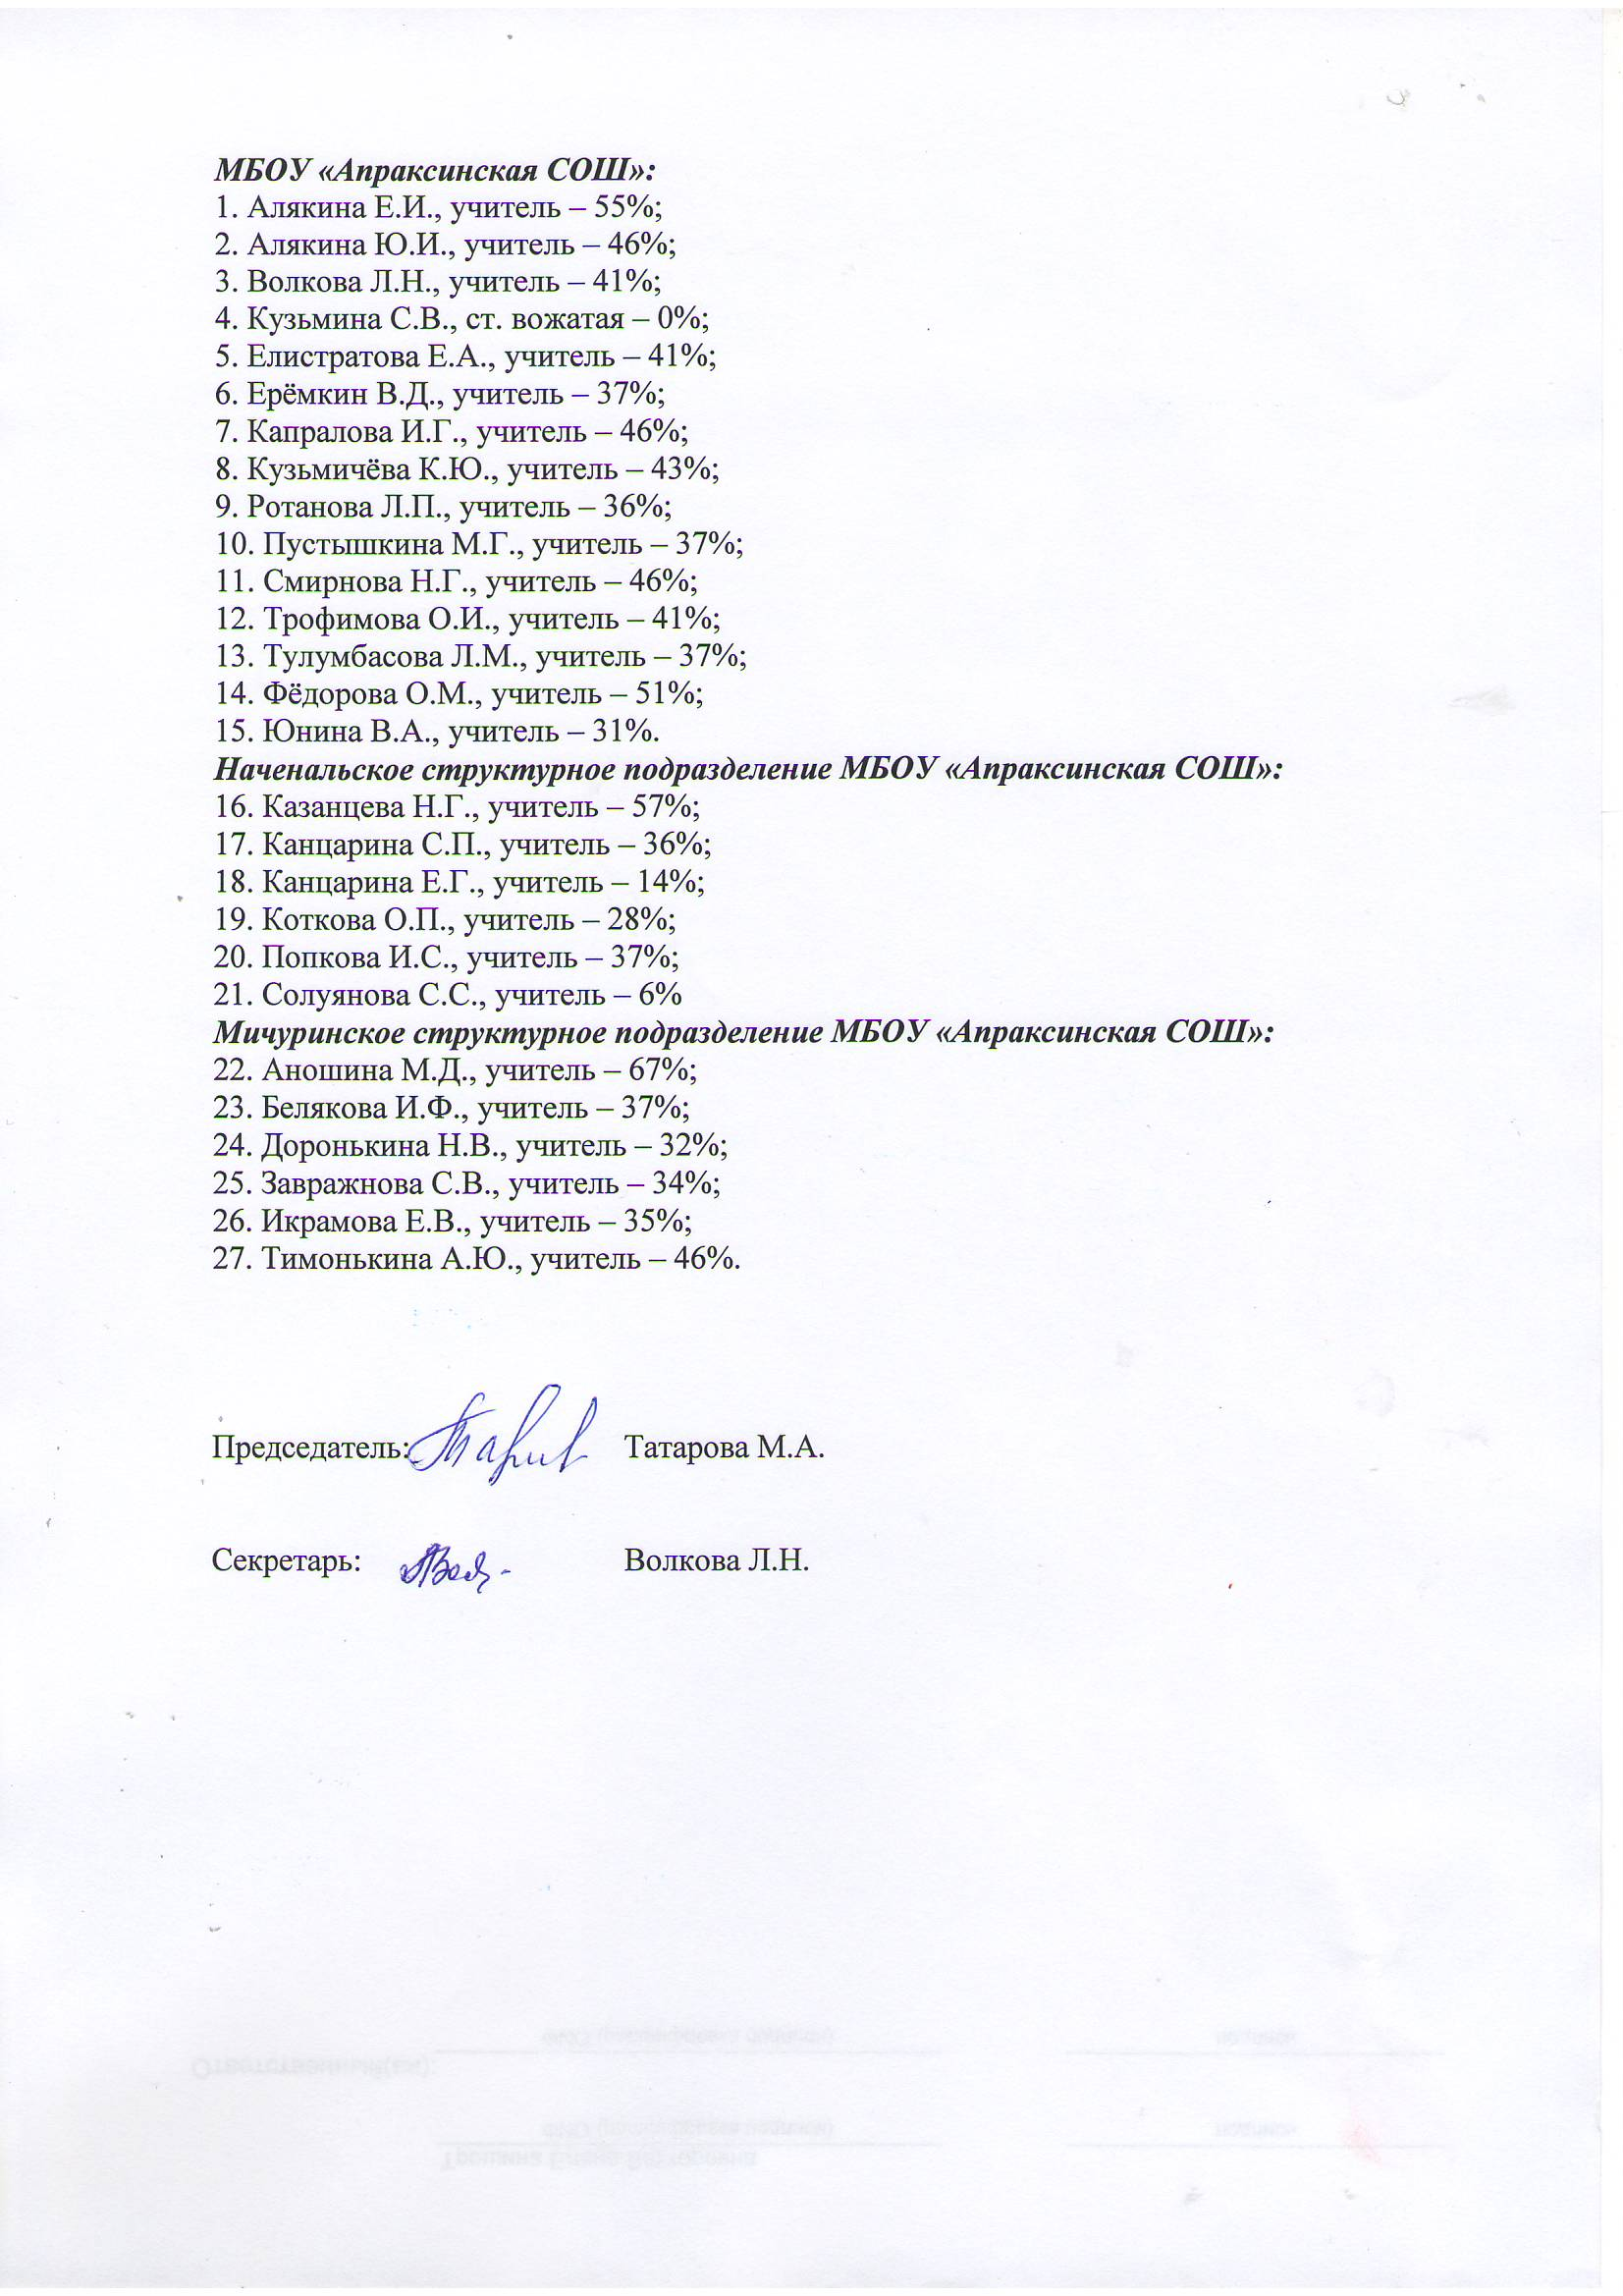 МБОУ «Апраксинская СОШ»:
1. Алякина Е.И., учитель – 55%;
2. Алякина Ю.И., учитель – 46%;
3. Волкова Л.Н., учитель – 41%;
4. Кузьмина С.В., ст. вожатая – 0%;
5. Елистратова Е.А., учитель – 41%;
6. Ерёмкин В.Д., учитель – 37%;
7. Капралова И.Г., учитель – 46%;
8. Кузьмичёва К.Ю., учитель – 43%;
9. Ротанова Л.П., учитель – 36%;
10. Пустышкина М.Г., учитель – 37%;
11. Смирнова Н.Г., учитель – 46%;
12. Трофимова О.И., учитель – 41%;
13. Тулумбасова Л.М., учитель – 37%;
14. Фёдорова О.М., учитель – 51%;
15. Юнина В.А., учитель – 31%.
Наченальское структурное подразделение МБОУ «Апраксинская СОШ»:
16. Казанцева Н.Г., учитель – 57%;
17. Канцарина С.П., учитель – 36%;
18. Канцарина Е.Г., учитель – 14%;
19. Коткова О.П., учитель – 28%;
20. Попкова И.С., учитель – 37%;
21. Солуянова С.С., учитель – 6%
Мичуринское структурное подразделение МБОУ «Апраксинская СОШ»:
22. Аношина М.Д., учитель – 67%;
23. Белякова И.Ф., учитель – 37%;
24. Доронькина Н.В., учитель – 32%;
25. Завражнова С.В., учитель – 34%;
26. Икрамова Е.В., учитель – 35%;
27. Тимонькина А.Ю., учитель – 46%.
Председатель: Татарова М.А.
Секретарь: Волкова Л.Н.